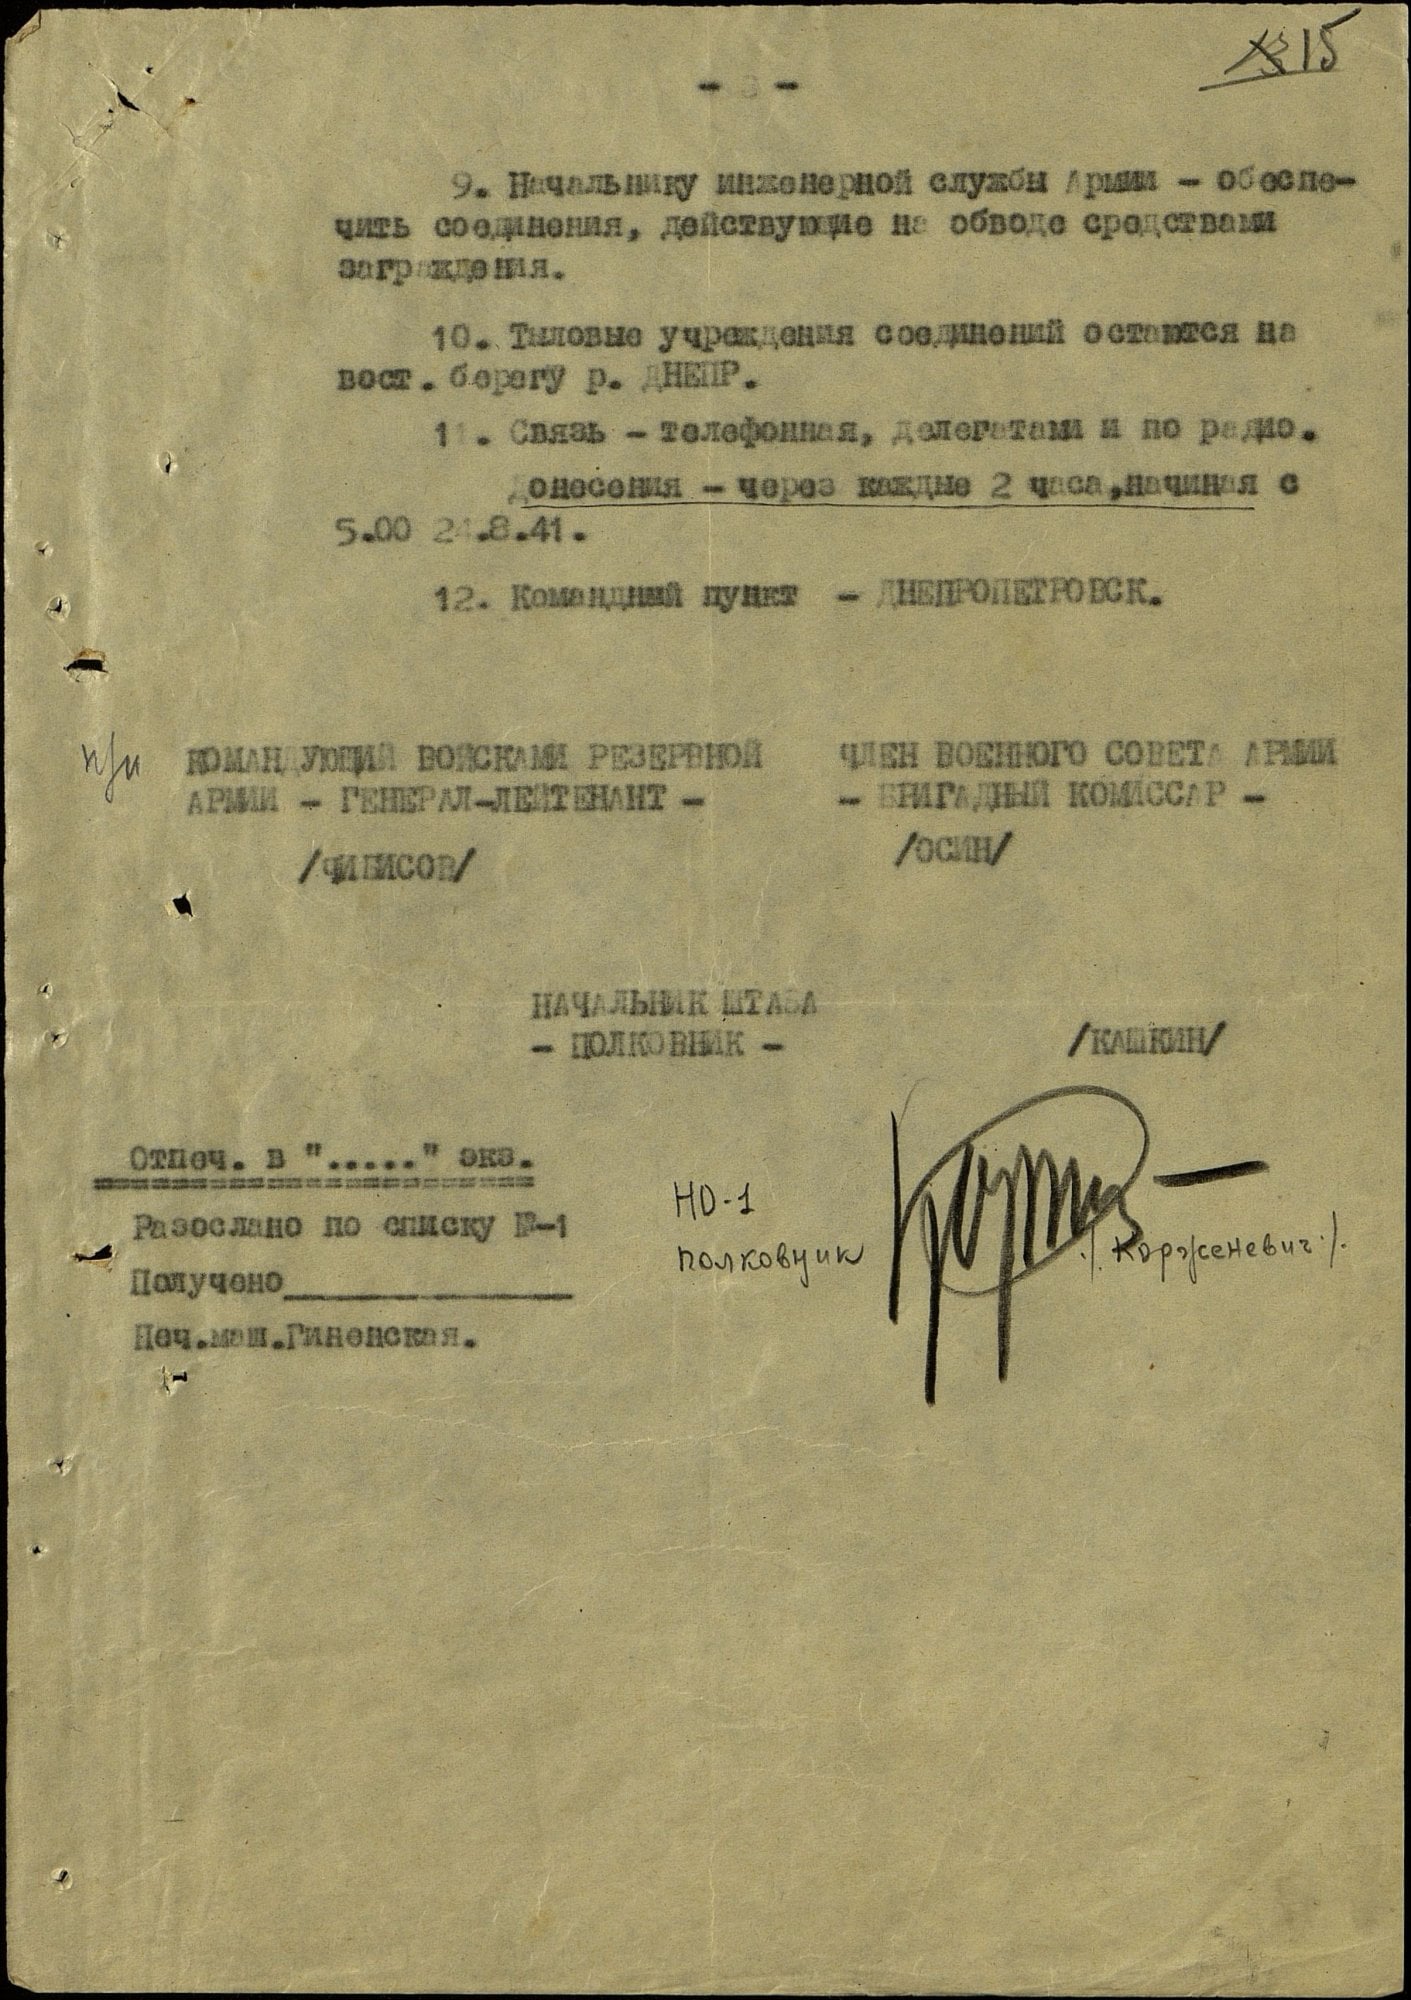 15
- 3 -
9. Начальнику инженерной службы Армии - обеспе-
чить соединения, действующие на обводе средствами
заграждения.
10. Тыловые учреждения соединений остаются на
вост. берегу р. ДНЕПР.
11. Связь - телефонная, делегатами и по радио.
Донесения - через каждые 2 часа, начиная с
5.00 21.8.41.
12. Командный пункт - ДНЕПРОПЕТРОВСК.
п/п КОМАНДУЮЩИЙ ВОЙСКАМИ РЕЗЕРВНОЙ
АРМИИ - ГЕНЕРАЛ-ЛЕЙТЕНАНТ -
/ЧИБИСОВ/
ЧЛЕН ВОЕННОГО СОВЕТА АРМИИ
- БРИГАДНЫЙ КОМИССАР -
/ОСИН/
НАЧАЛЬНИК ШТАБА
- ПОЛКОВНИК - /КАШКИН/
Отпеч. в "....." экз.
Разослано по списку №-1
Получено
Печ.маш.Гиненская.
НО-1
полковник /.Корженевич./.